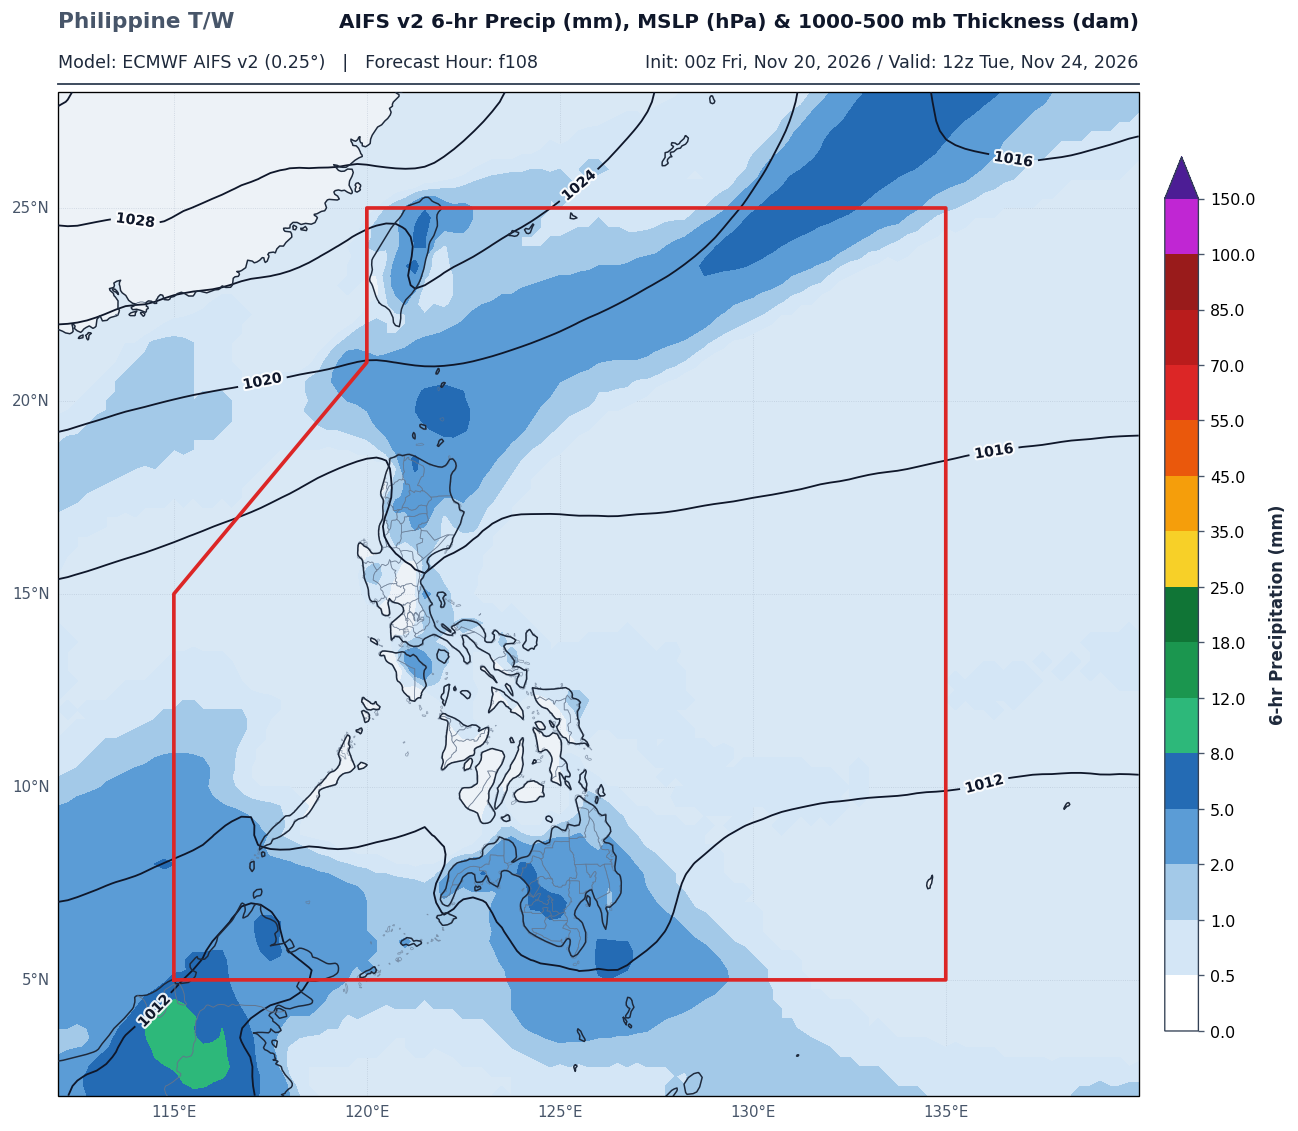 Philippine T/W
AIFS v2 6-hr Precip (mm), MSLP (hPa) & 1000-500 mb Thickness (dam)
Model: ECMWF AIFS v2 (0.25°) | Forecast Hour: f108
Init: 00z Fri, Nov 20, 2026 / Valid: 12z Tue, Nov 24, 2026
1016
1024
1028
1020
1016
1012
1012
25°N
20°N
15°N
10°N
5°N
115°E
120°E
125°E
130°E
135°E
150.0
100.0
85.0
70.0
55.0
45.0
35.0
25.0
18.0
12.0
8.0
5.0
2.0
1.0
0.5
0.0
6-hr Precipitation (mm)